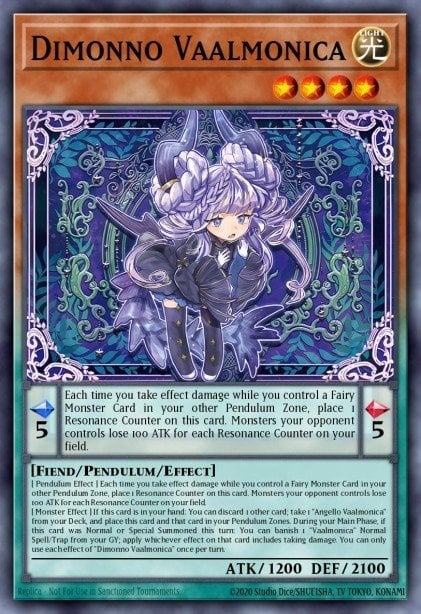 Dimonno Vaalmonica
LIGHT
光
Each time you take effect damage while you control a Fairy
Monster Card in your other Pendulum Zone, place 1
Resonance Counter on this card. Monsters your opponent
controls lose 100 ATK for each Resonance Counter on your
field.
5
5
[Fiend/Pendulum/Effect]
[ Pendulum Effect ] Each time you take effect damage while you control a Fairy Monster Card in your
other Pendulum Zone, place 1 Resonance Counter on this card. Monsters your opponent controls lose
100 ATK for each Resonance Counter on your field.
[ Monster Effect ] If this card is in your hand: You can discard 1 other card; take 1 "Angello Vaalmonica"
from your Deck, and place this card and that card in your Pendulum Zones. During your Main Phase, if
this card was Normal or Special Summoned this turn: You can banish 1 "Vaalmonica" Normal
Spell/Trap from your GY; apply whichever effect on that card includes taking damage. You can only
use each effect of "Dimonno Vaalmonica" once per turn.
ATK/ 1200 DEF/ 2100
Replica - Not For Use in Sanctioned Tournaments
©2020 Studio Dice/SHUEISHA, TV TOKYO, KONAMI